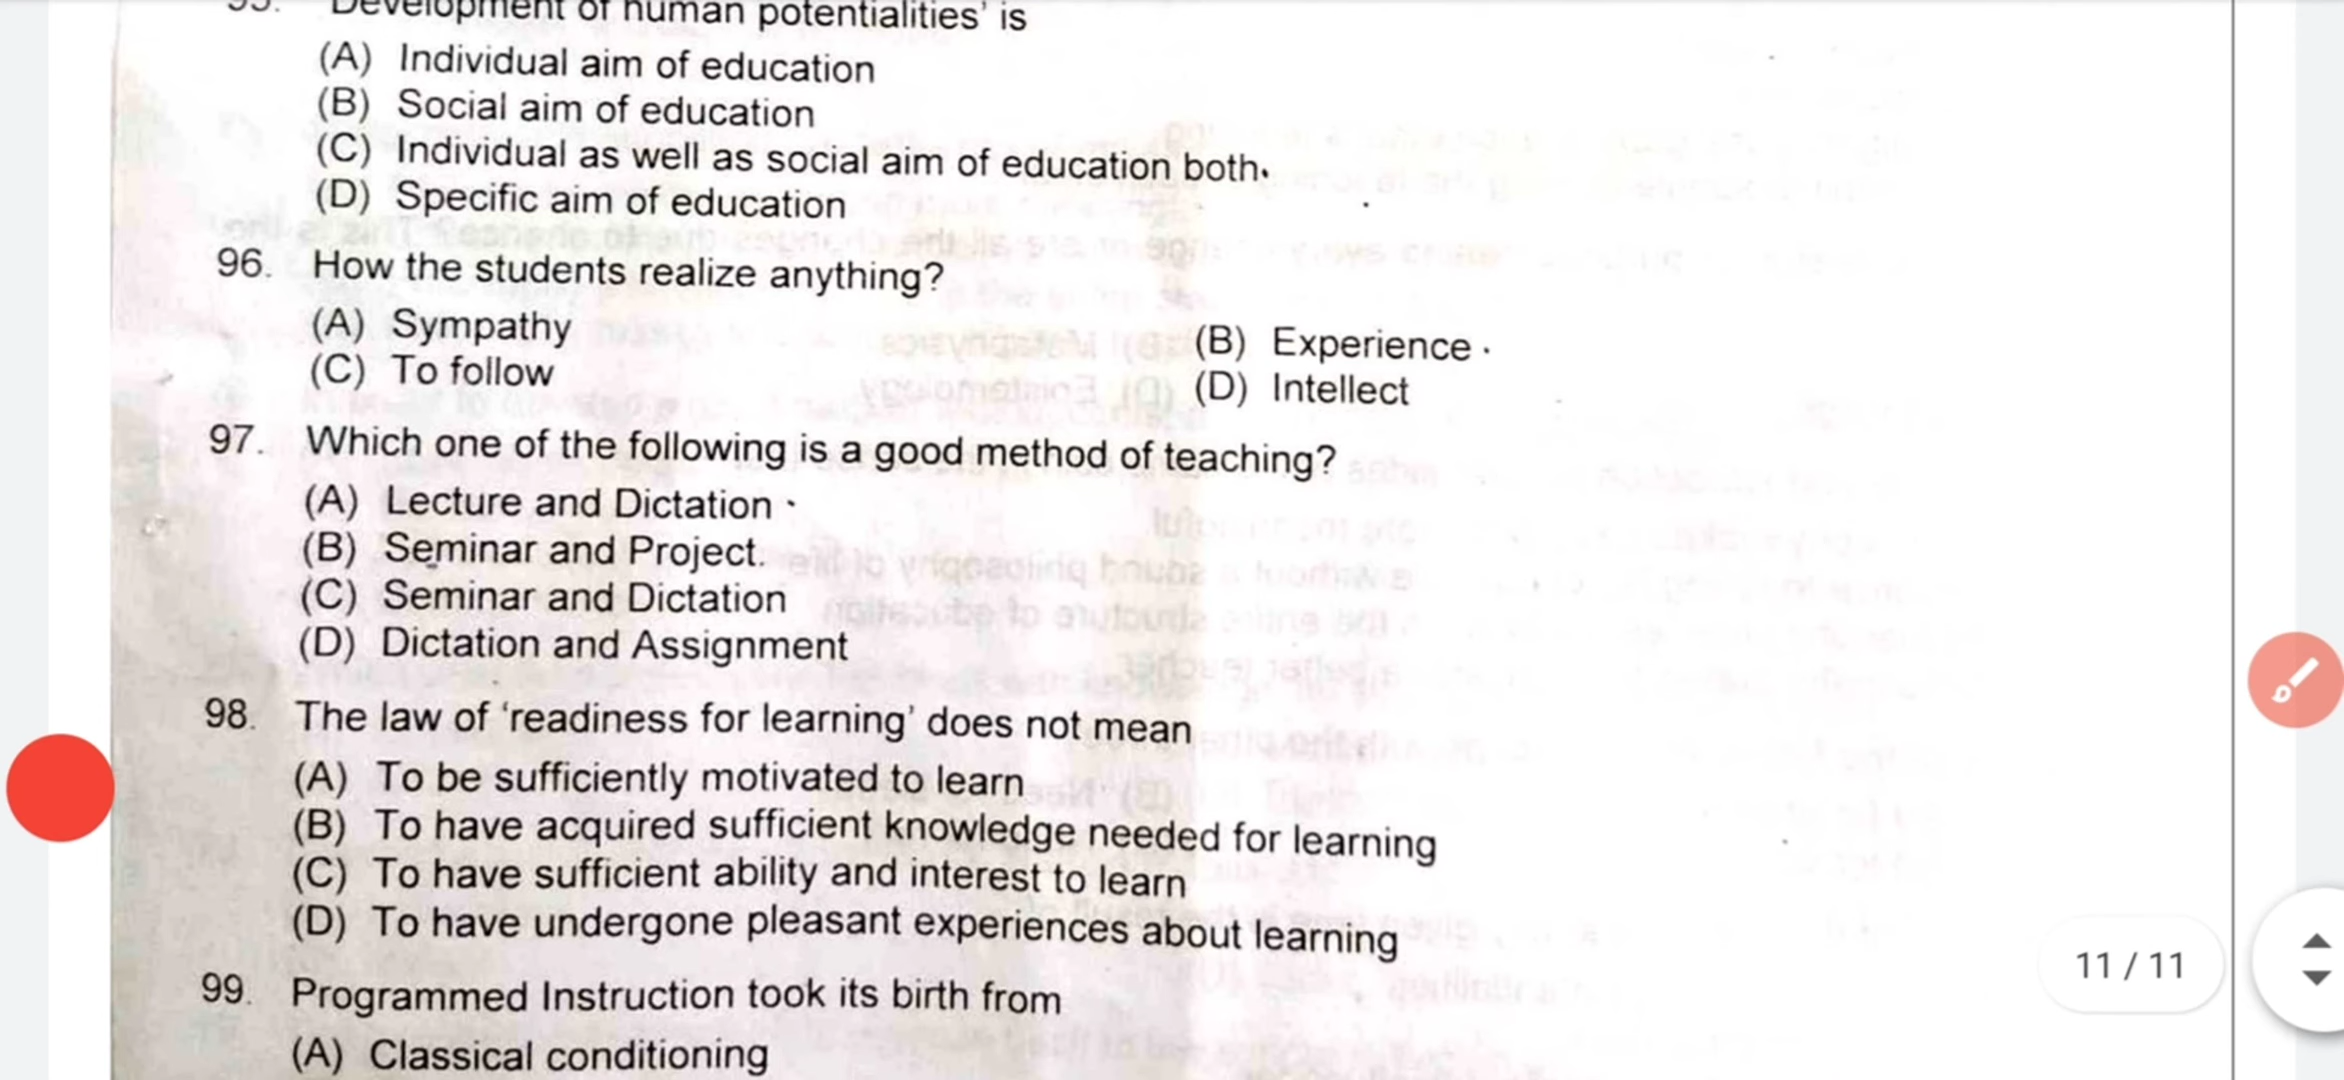 95. Development of human potentialities' is
(A) Individual aim of education
(B) Social aim of education
(C) Individual as well as social aim of education both.
(D) Specific aim of education
96. How the students realize anything?
(A) Sympathy
(B) Experience
(C) To follow
(D) Intellect
97. Which one of the following is a good method of teaching?
(A) Lecture and Dictation
(B) Seminar and Project.
(C) Seminar and Dictation
(D) Dictation and Assignment
98. The law of 'readiness for learning' does not mean
(A) To be sufficiently motivated to learn
(B) To have acquired sufficient knowledge needed for learning
(C) To have sufficient ability and interest to learn
(D) To have undergone pleasant experiences about learning
99. Programmed Instruction took its birth from
(A) Classical conditioning
11 / 11